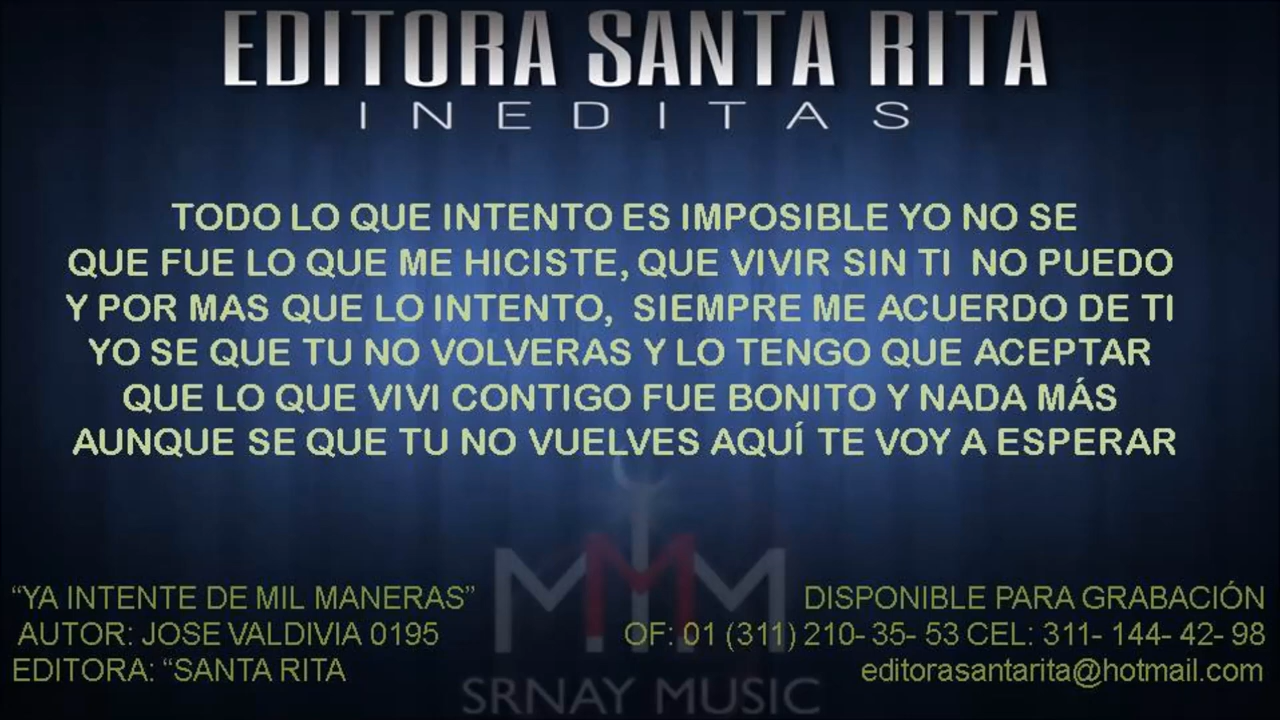 EDITORA SANTA RITA
INEDITAS
TODO LO QUE INTENTO ES IMPOSIBLE YO NO SE
QUE FUE LO QUE ME HICISTE, QUE VIVIR SIN TI NO PUEDO
Y POR MAS QUE LO INTENTO, SIEMPRE ME ACUERDO DE TI
YO SE QUE TU NO VOLVERAS Y LO TENGO QUE ACEPTAR
QUE LO QUE VIVI CONTIGO FUE BONITO Y NADA MÁS
AUNQUE SE QUE TU NO VUELVES AQUÍ TE VOY A ESPERAR
“YA INTENTE DE MIL MANERAS”
AUTOR: JOSE VALDIVIA 0195
EDITORA: “SANTA RITA
DISPONIBLE PARA GRABACIÓN
OF: 01 (311) 210- 35- 53 CEL: 311- 144- 42- 98
editorasantarita@hotmail.com
MMM
SRNAY MUSIC